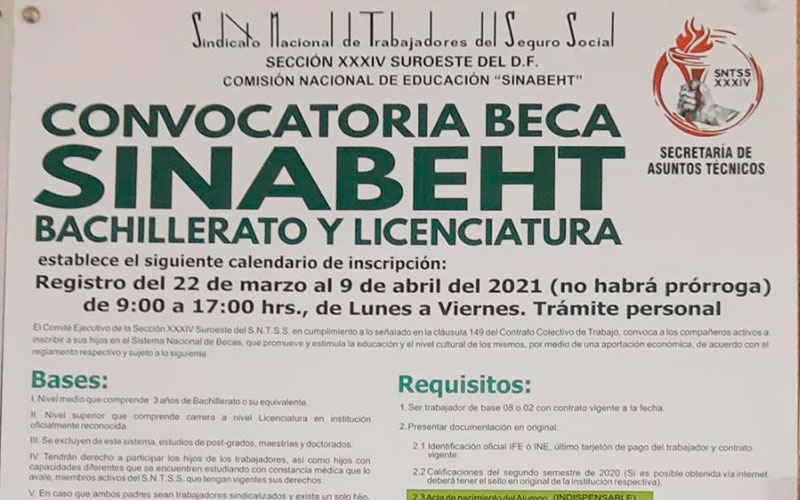 Sindicato Nacional de Trabajadores del Seguro Social
SECCIÓN XXXIV SUROESTE DEL D.F.
COMISIÓN NACIONAL DE EDUCACIÓN “SINABEHT”
SNTSS
XXXIV
SECRETARÍA DE
ASUNTOS TÉCNICOS
CONVOCATORIA BECA
SINABEHT
BACHILLERATO Y LICENCIATURA
establece el siguiente calendario de inscripción:
Registro del 22 de marzo al 9 de abril del 2021 (no habrá prórroga)
de 9:00 a 17:00 hrs., de Lunes a Viernes. Trámite personal
El Comité Ejecutivo de la Sección XXXIV Suroeste del S.N.T.S.S. en cumplimiento a lo señalado en la cláusula 149 del Contrato Colectivo de Trabajo, convoca a los compañeros activos a
inscribir a sus hijos en el Sistema Nacional de Becas, que promueve y estimula la educación y el nivel cultural de los mismos, por medio de una aportación económica, de acuerdo con el
reglamento respectivo y sujeto a lo siguiente.
Bases:
I. Nivel medio que comprende 3 años de Bachillerato o su equivalente.
II. Nivel superior que comprende carrera a nivel Licenciatura en institución
oficialmente reconocida.
III. Se excluyen de este sistema, estudios de post-grados, maestrías y doctorados.
IV. Tendrán derecho a participar los hijos de los trabajadores, así como hijos con
capacidades diferentes que se encuentren estudiando con constancia médica que lo
avale, miembros activos del S.N.T.S.S. que tengan vigentes sus derechos.
V. En caso que ambos padres sean trabajadores sindicalizados y exista un solo hijo,
Requisitos:
1. Ser trabajador de base 08 o 02 con contrato vigente a la fecha.
2. Presentar documentación en original:
2.1 Identificación oficial IFE ó INE, último tarjetón de pago del trabajador y contrato
vigente
2.2 Calificaciones del segundo semestre de 2020 (Si es posible obtenida vía internet
deberá tener el sello en original de la institución respectiva).
2.3 Acta de nacimiento del Alumno. (INDISPENSABLE)